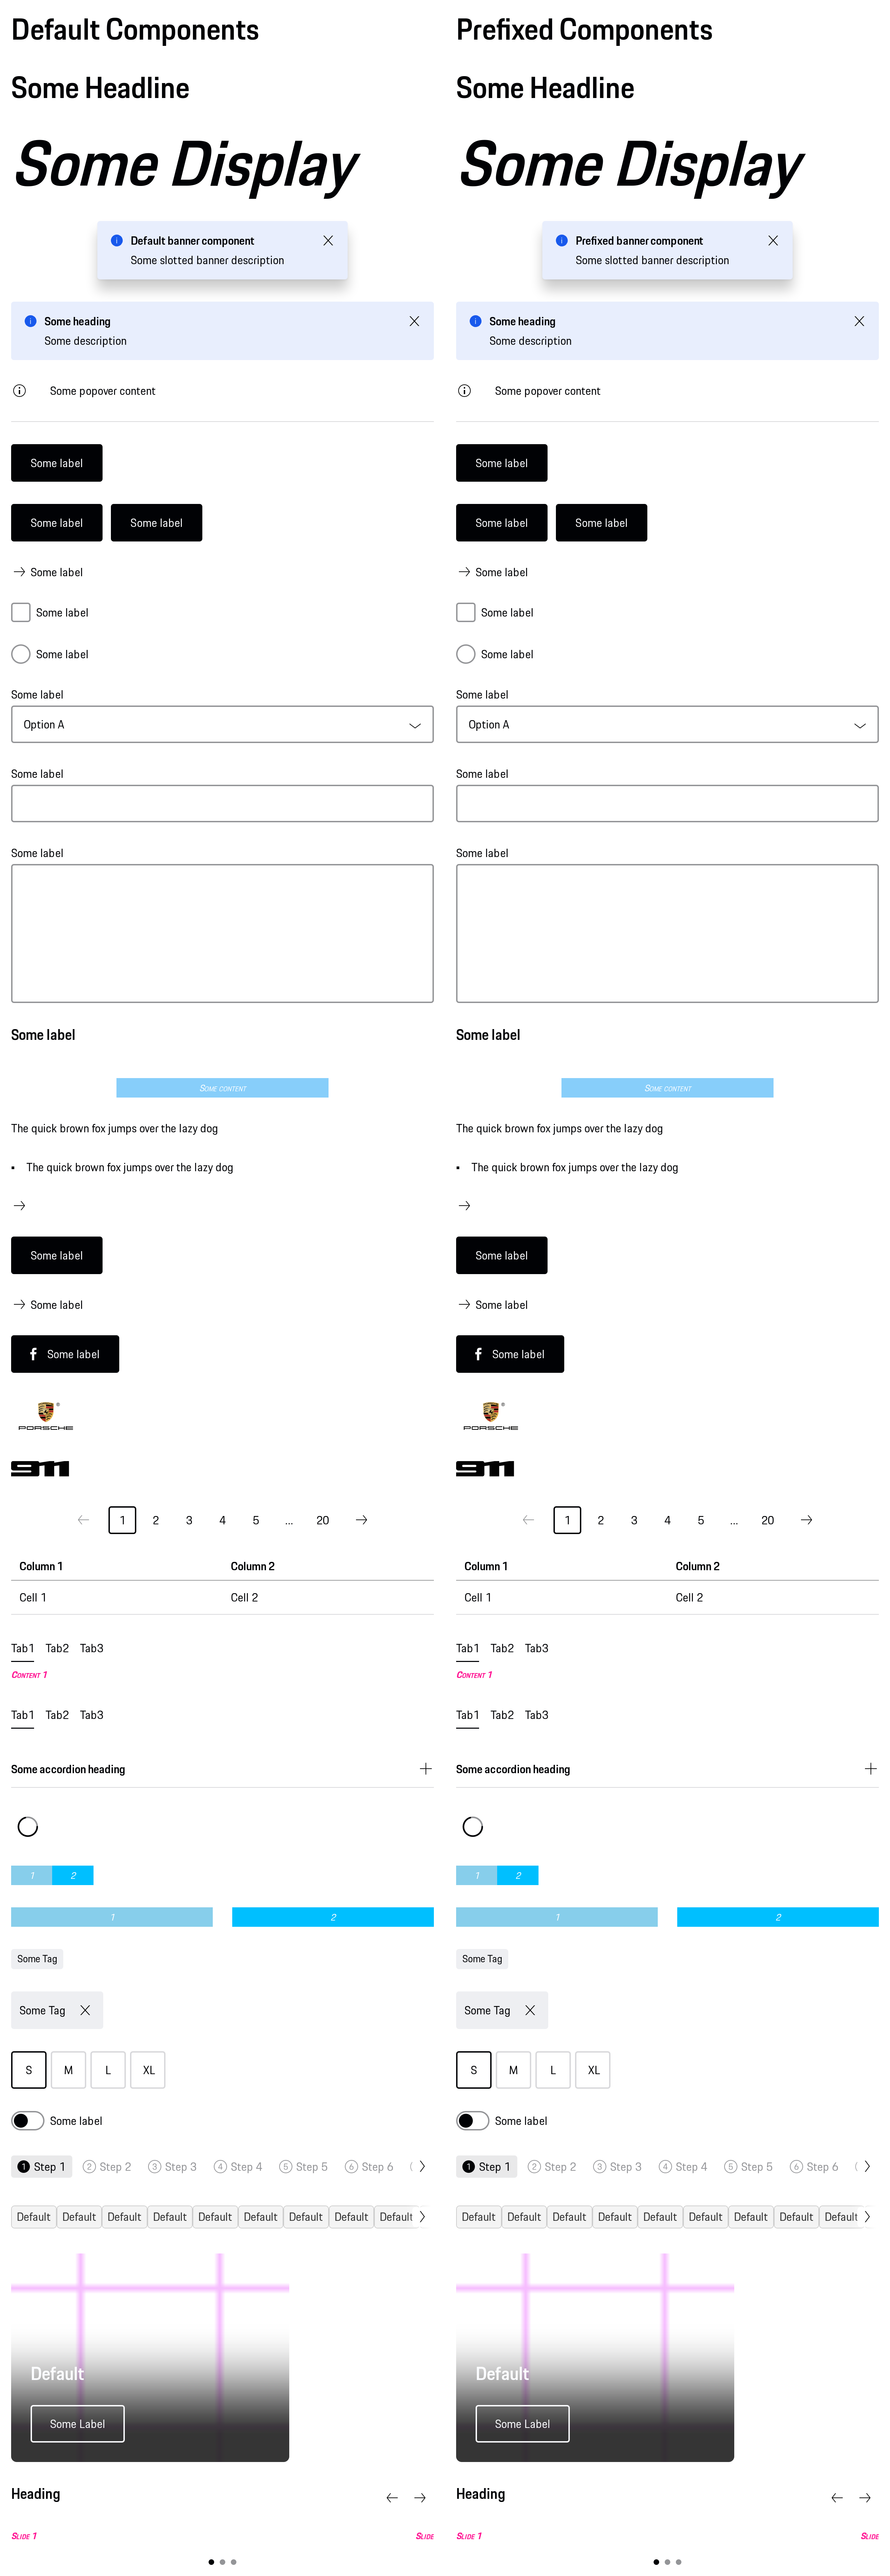 Default Components
Some Headline
Some Display
Default banner component
Some slotted banner description
Some heading
Some description
Some popover content
Some label
Some label Some label
Some label
Some label
Some label
Some label
Option A
Some label
Some label
Some label
Some content
The quick brown fox jumps over the lazy dog
• The quick brown fox jumps over the lazy dog
Some label
Some label
Some label
PORSCHE
911
1 2 3 4 5 ... 20
Column 1 Column 2
Cell 1 Cell 2
Tab1 Tab2 Tab3
Content 1
Tab1 Tab2 Tab3
Some accordion heading
1 2
1 2
Some Tag
Some Tag
S M L XL
Some label
1 Step 1 2 Step 2 3 Step 3 4 Step 4 5 Step 5 6 Step 6
Default Default Default Default Default Default Default Default Default
Default
Some Label
Heading
Slide 1 Slide
Prefixed Components
Some Headline
Some Display
Prefixed banner component
Some slotted banner description
Some heading
Some description
Some popover content
Some label
Some label Some label
Some label
Some label
Some label
Some label
Option A
Some label
Some label
Some label
Some content
The quick brown fox jumps over the lazy dog
• The quick brown fox jumps over the lazy dog
Some label
Some label
Some label
PORSCHE
911
1 2 3 4 5 ... 20
Column 1 Column 2
Cell 1 Cell 2
Tab1 Tab2 Tab3
Content 1
Tab1 Tab2 Tab3
Some accordion heading
1 2
1 2
Some Tag
Some Tag
S M L XL
Some label
1 Step 1 2 Step 2 3 Step 3 4 Step 4 5 Step 5 6 Step 6
Default Default Default Default Default Default Default Default Default
Default
Some Label
Heading
Slide 1 Slide